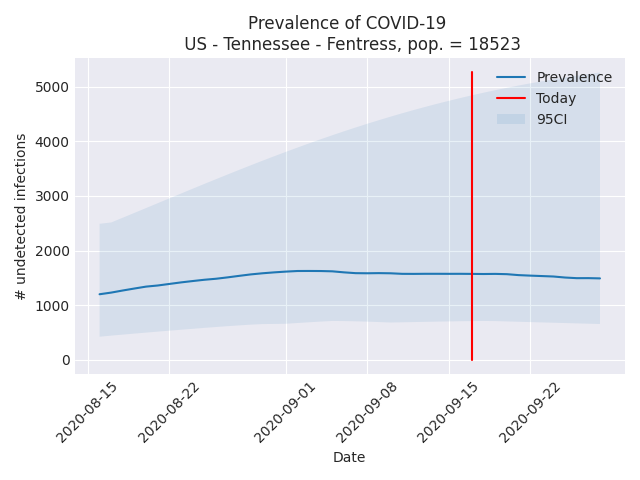 Prevalence of COVID-19
US - Tennessee - Fentress, pop. = 18523
Prevalence
Today
95CI
# undetected infections
5000
4000
3000
2000
1000
0
2020-08-15
2020-08-22
2020-09-01
2020-09-08
2020-09-15
2020-09-22
Date